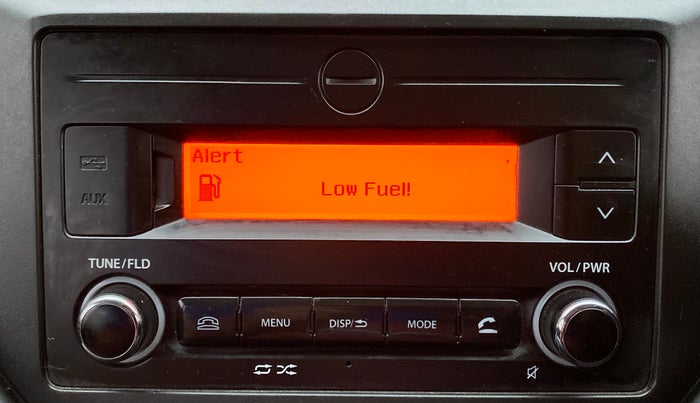 Alert
Low Fuel!
AUX
TUNE/FLD
VOL/PWR
MENU
DISP/
MODE